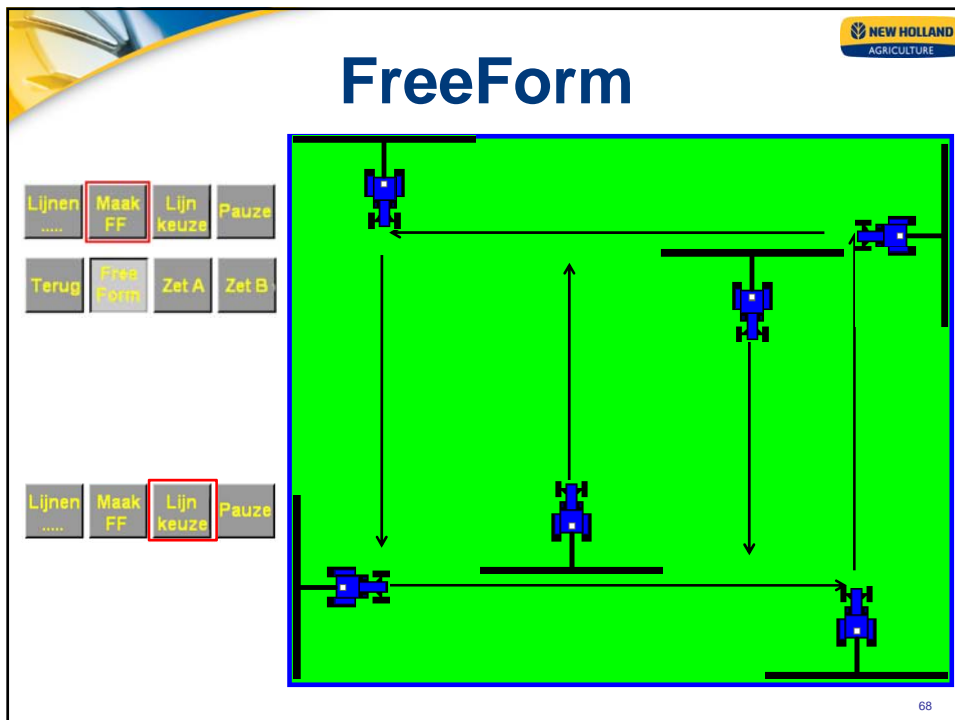 NEW HOLLAND
AGRICULTURE
FreeForm
Lijnen
.....
Maak
FF
Lijn
keuze
Pauze
Terug
Free
Form
Zet A
Zet B
Lijnen
.....
Maak
FF
Lijn
keuze
Pauze
68